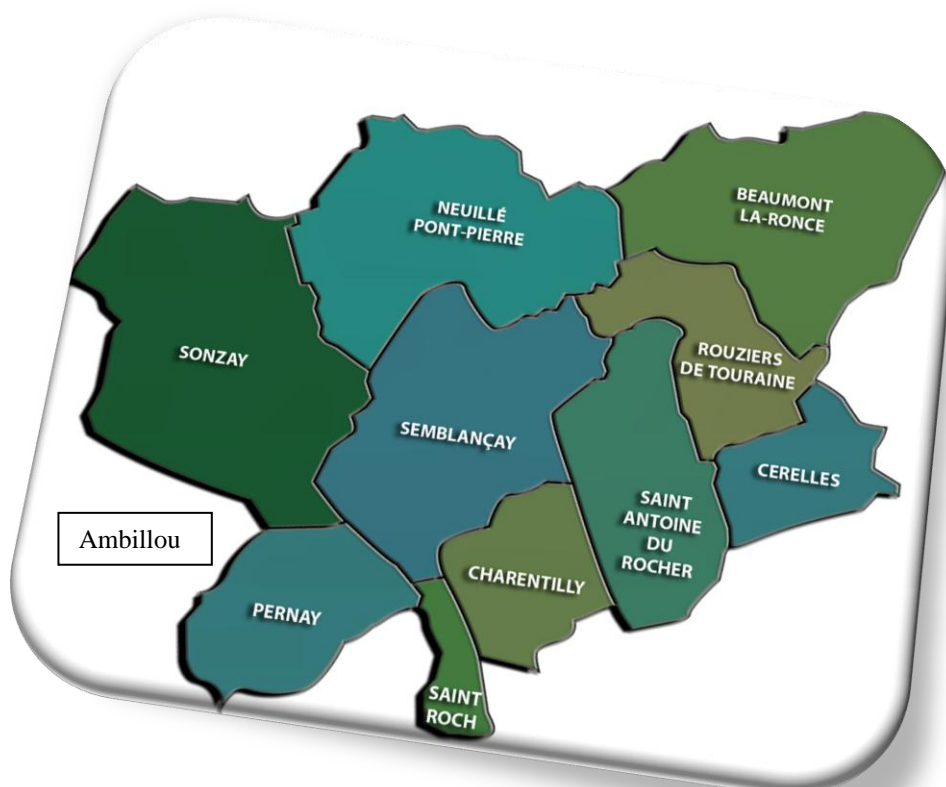 BEAUMONT
LA-RONCE
NEUILLÉ
PONT-PIERRE
SONZAY
ROUZIERS
DE TOURAINE
SEMBLANÇAY
CERELLES
SAINT
ANTOINE
DU
ROCHER
Ambillou
CHARENTILLY
PERNAY
SAINT
ROCH